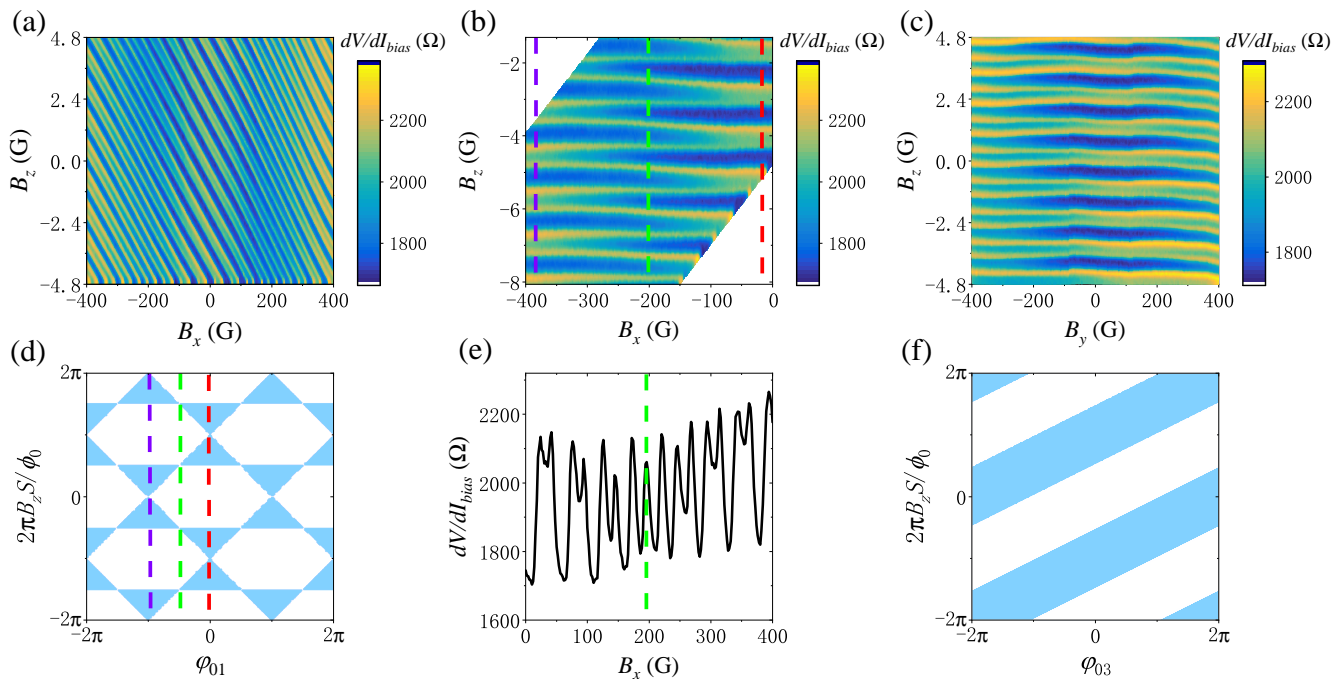 (a)
dV/dI_bias (Ω)
4.8
2.4
0.0
−2.4
−4.8
B_z (G)
−400 −200 0 200 400
B_x (G)
2200
2000
1800
(b)
dV/dI_bias (Ω)
−2
−4
−6
−8
B_z (G)
−400 −300 −200 −100 0
B_x (G)
2200
2000
1800
(c)
dV/dI_bias (Ω)
4.8
2.4
0.0
−2.4
−4.8
B_z (G)
−400 −200 0 200 400
B_y (G)
2200
2000
1800
(d)
2π
0
−2π
2πB_zS/ϕ_0
−2π 0 2π
φ_01
(e)
2200
2000
1800
1600
dV/dI_bias (Ω)
0 100 200 300 400
B_x (G)
(f)
2π
0
−2π
2πB_zS/ϕ_0
−2π 0 2π
φ_03